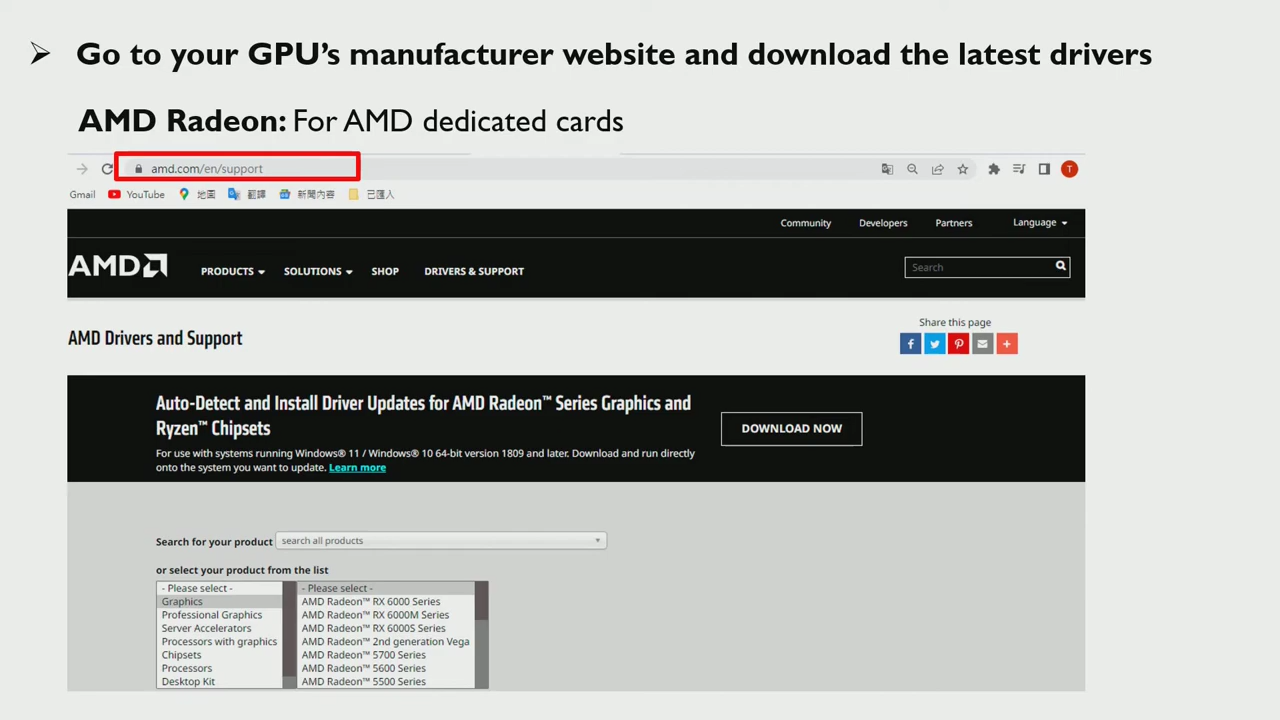 ➤ Go to your GPU’s manufacturer website and download the latest drivers
AMD Radeon: For AMD dedicated cards
amd.com/en/support
T
Gmail YouTube 地圖 翻譯 新聞內容 已匯入
Community Developers Partners Language
AMD PRODUCTS SOLUTIONS SHOP DRIVERS & SUPPORT Search
AMD Drivers and Support
Share this page
Auto-Detect and Install Driver Updates for AMD Radeon™ Series Graphics and
Ryzen™ Chipsets
DOWNLOAD NOW
For use with systems running Windows® 11 / Windows® 10 64-bit version 1809 and later. Download and run directly
onto the system you want to update. Learn more
Search for your product search all products
or select your product from the list
- Please select - - Please select -
Graphics AMD Radeon™ RX 6000 Series
Professional Graphics AMD Radeon™ RX 6000M Series
Server Accelerators AMD Radeon™ RX 6000S Series
Processors with graphics AMD Radeon™ 2nd generation Vega
Chipsets AMD Radeon™ 5700 Series
Processors AMD Radeon™ 5600 Series
Desktop Kit AMD Radeon™ 5500 Series